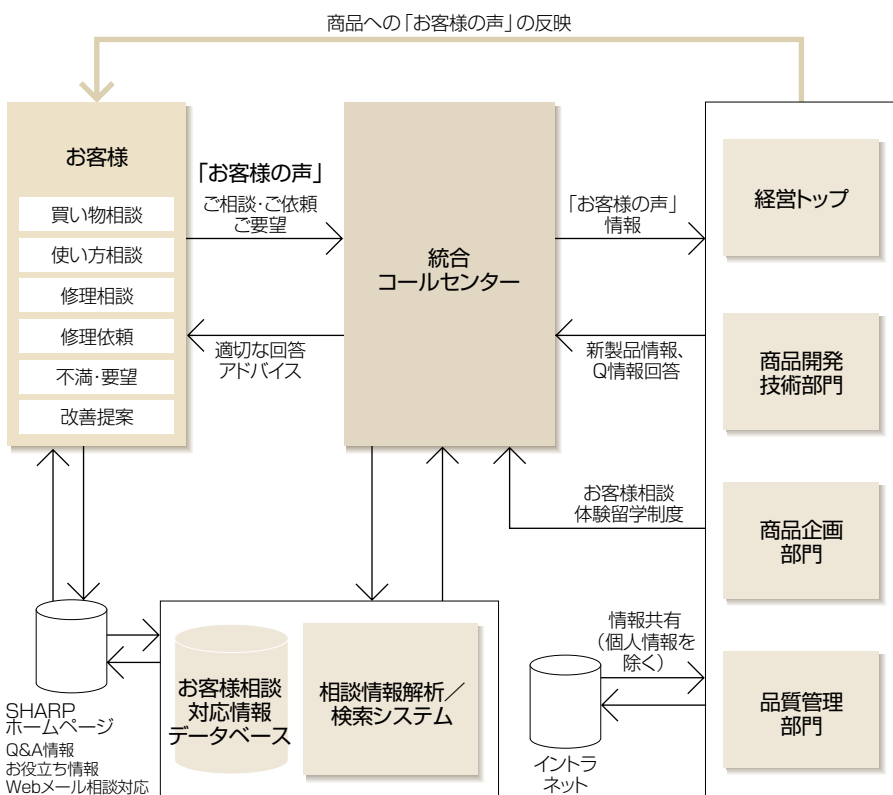 商品への「お客様の声」の反映
お客様
買い物相談
使い方相談
修理相談
修理依頼
不満・要望
改善提案
「お客様の声」
ご相談・ご依頼
ご要望
適切な回答
アドバイス
統合
コールセンター
「お客様の声」
情報
新製品情報、
Q情報回答
お客様相談
体験留学制度
経営トップ
商品開発
技術部門
商品企画
部門
品質管理
部門
SHARP
ホームページ
Q&A情報
お役立ち情報
Webメール相談対応
お客様相談
対応情報
データベース
相談情報解析／
検索システム
情報共有
（個人情報を
除く）
イントラ
ネット